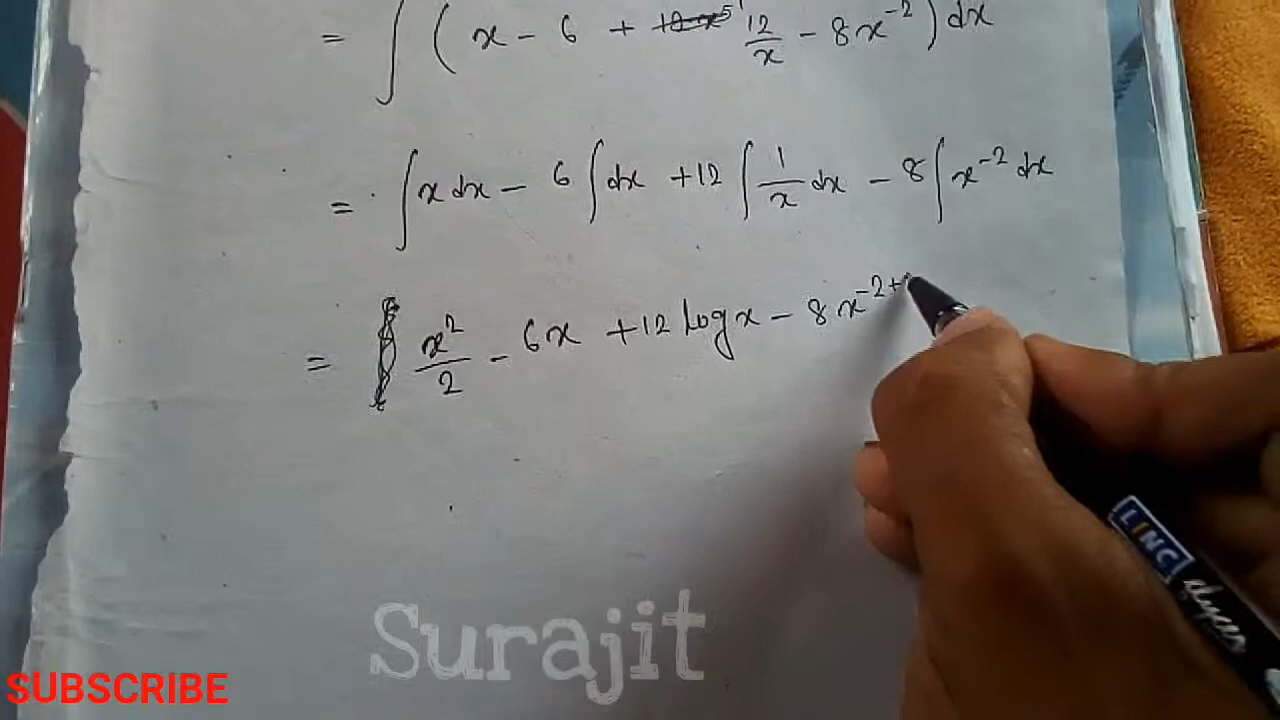 = ∫ ( x - 6 + 12/x - 8x⁻² ) dx
= ∫ x dx - 6 ∫ dx + 12 ∫ 1/x dx - 8 ∫ x⁻² dx
= x²/2 - 6x + 12 log x - 8 x⁻²⁺
LINC
Surajit
SUBSCRIBE